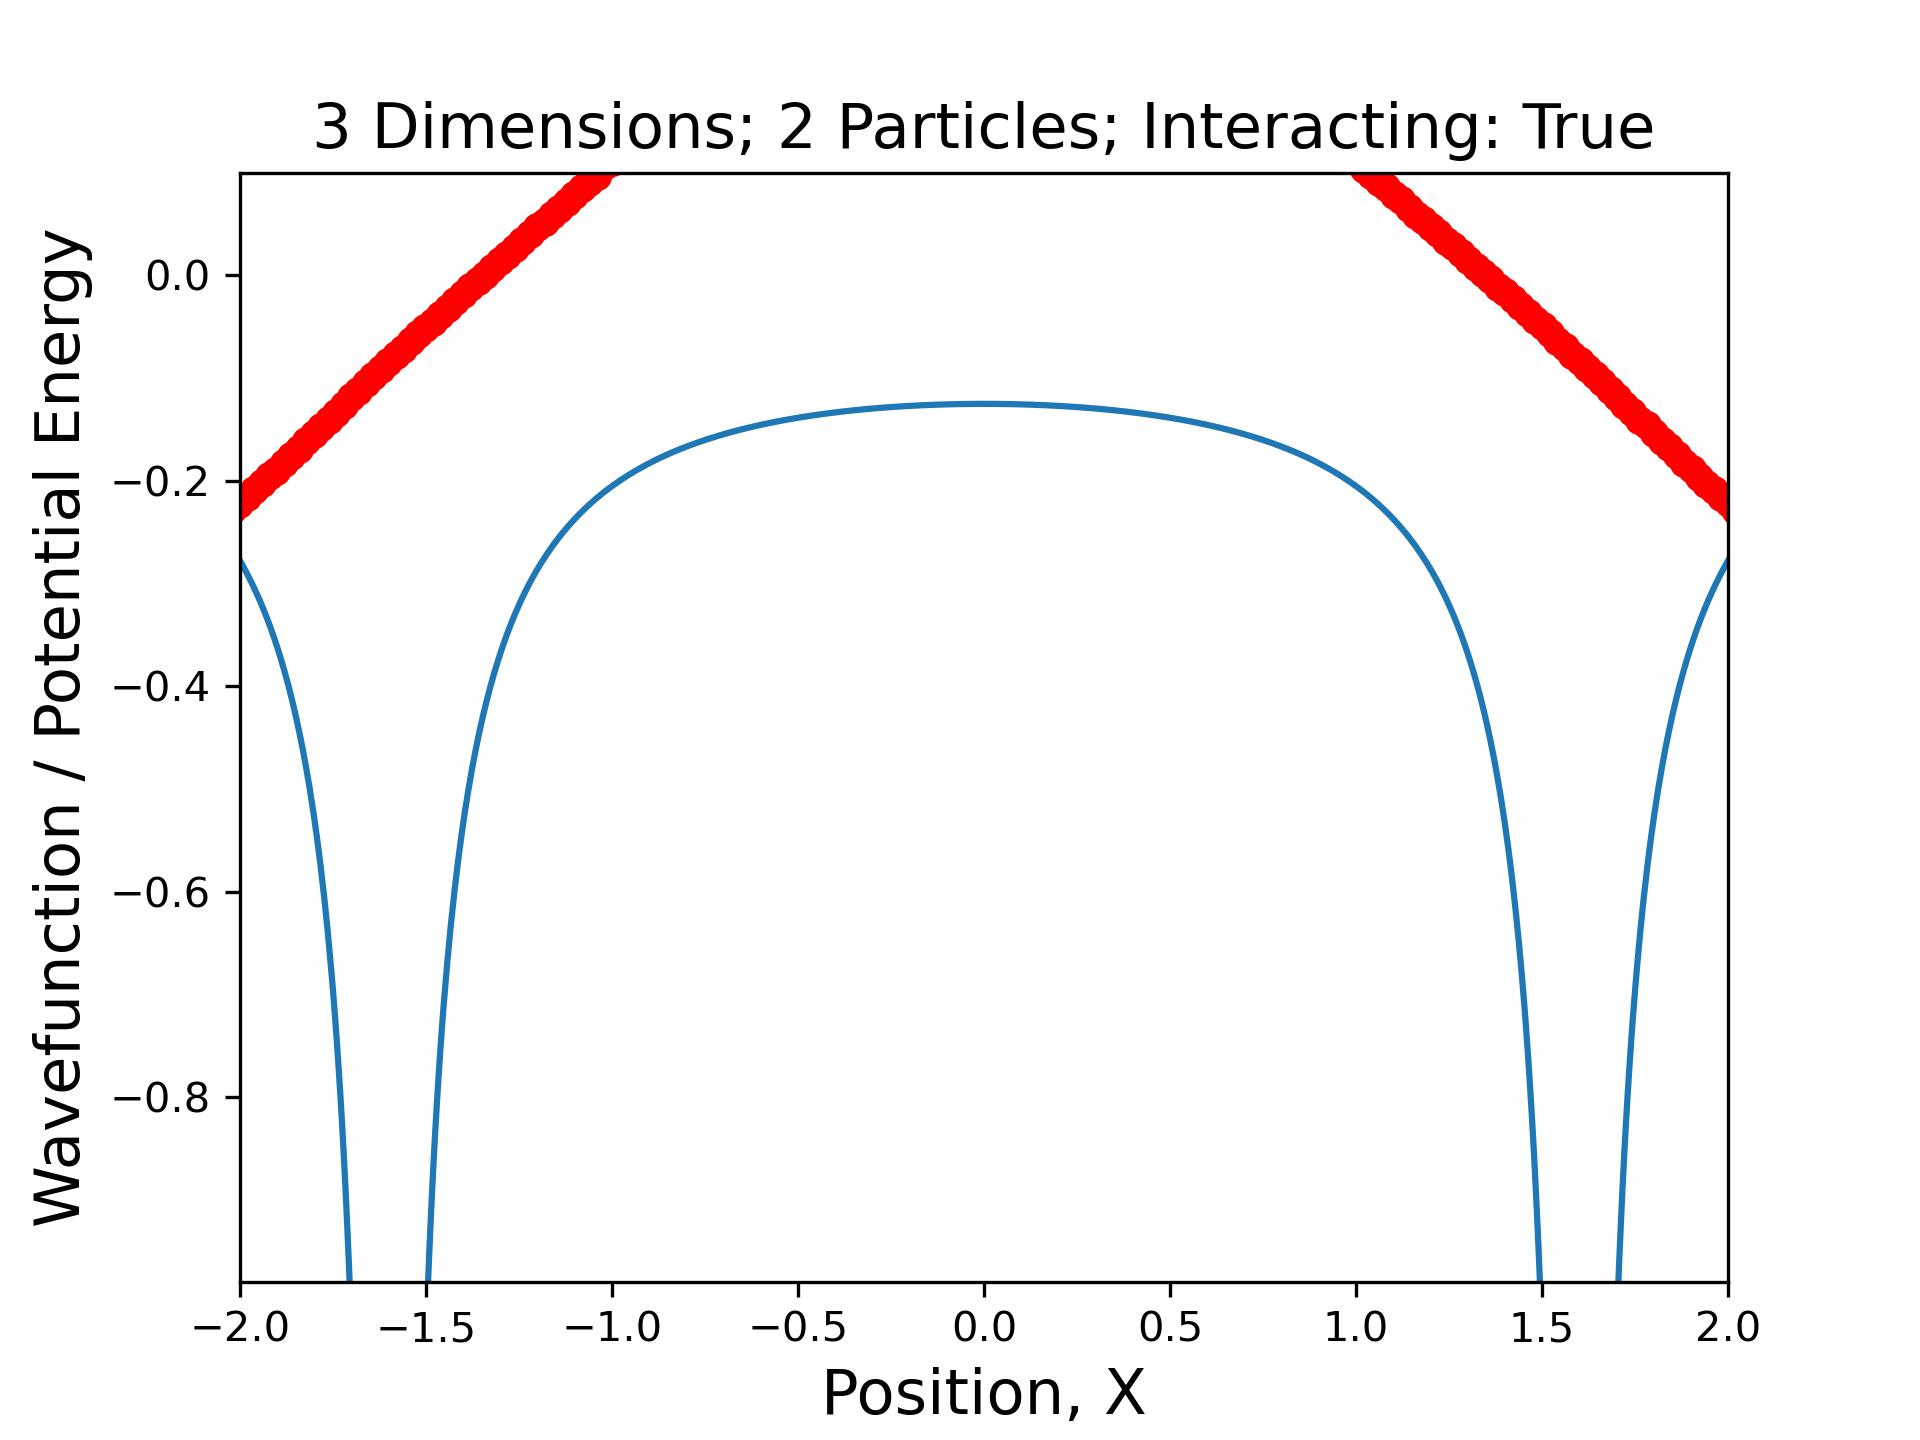 3 Dimensions; 2 Particles; Interacting: True
Wavefunction / Potential Energy
0.0
−0.2
−0.4
−0.6
−0.8
−2.0 −1.5 −1.0 −0.5 0.0 0.5 1.0 1.5 2.0
Position, X